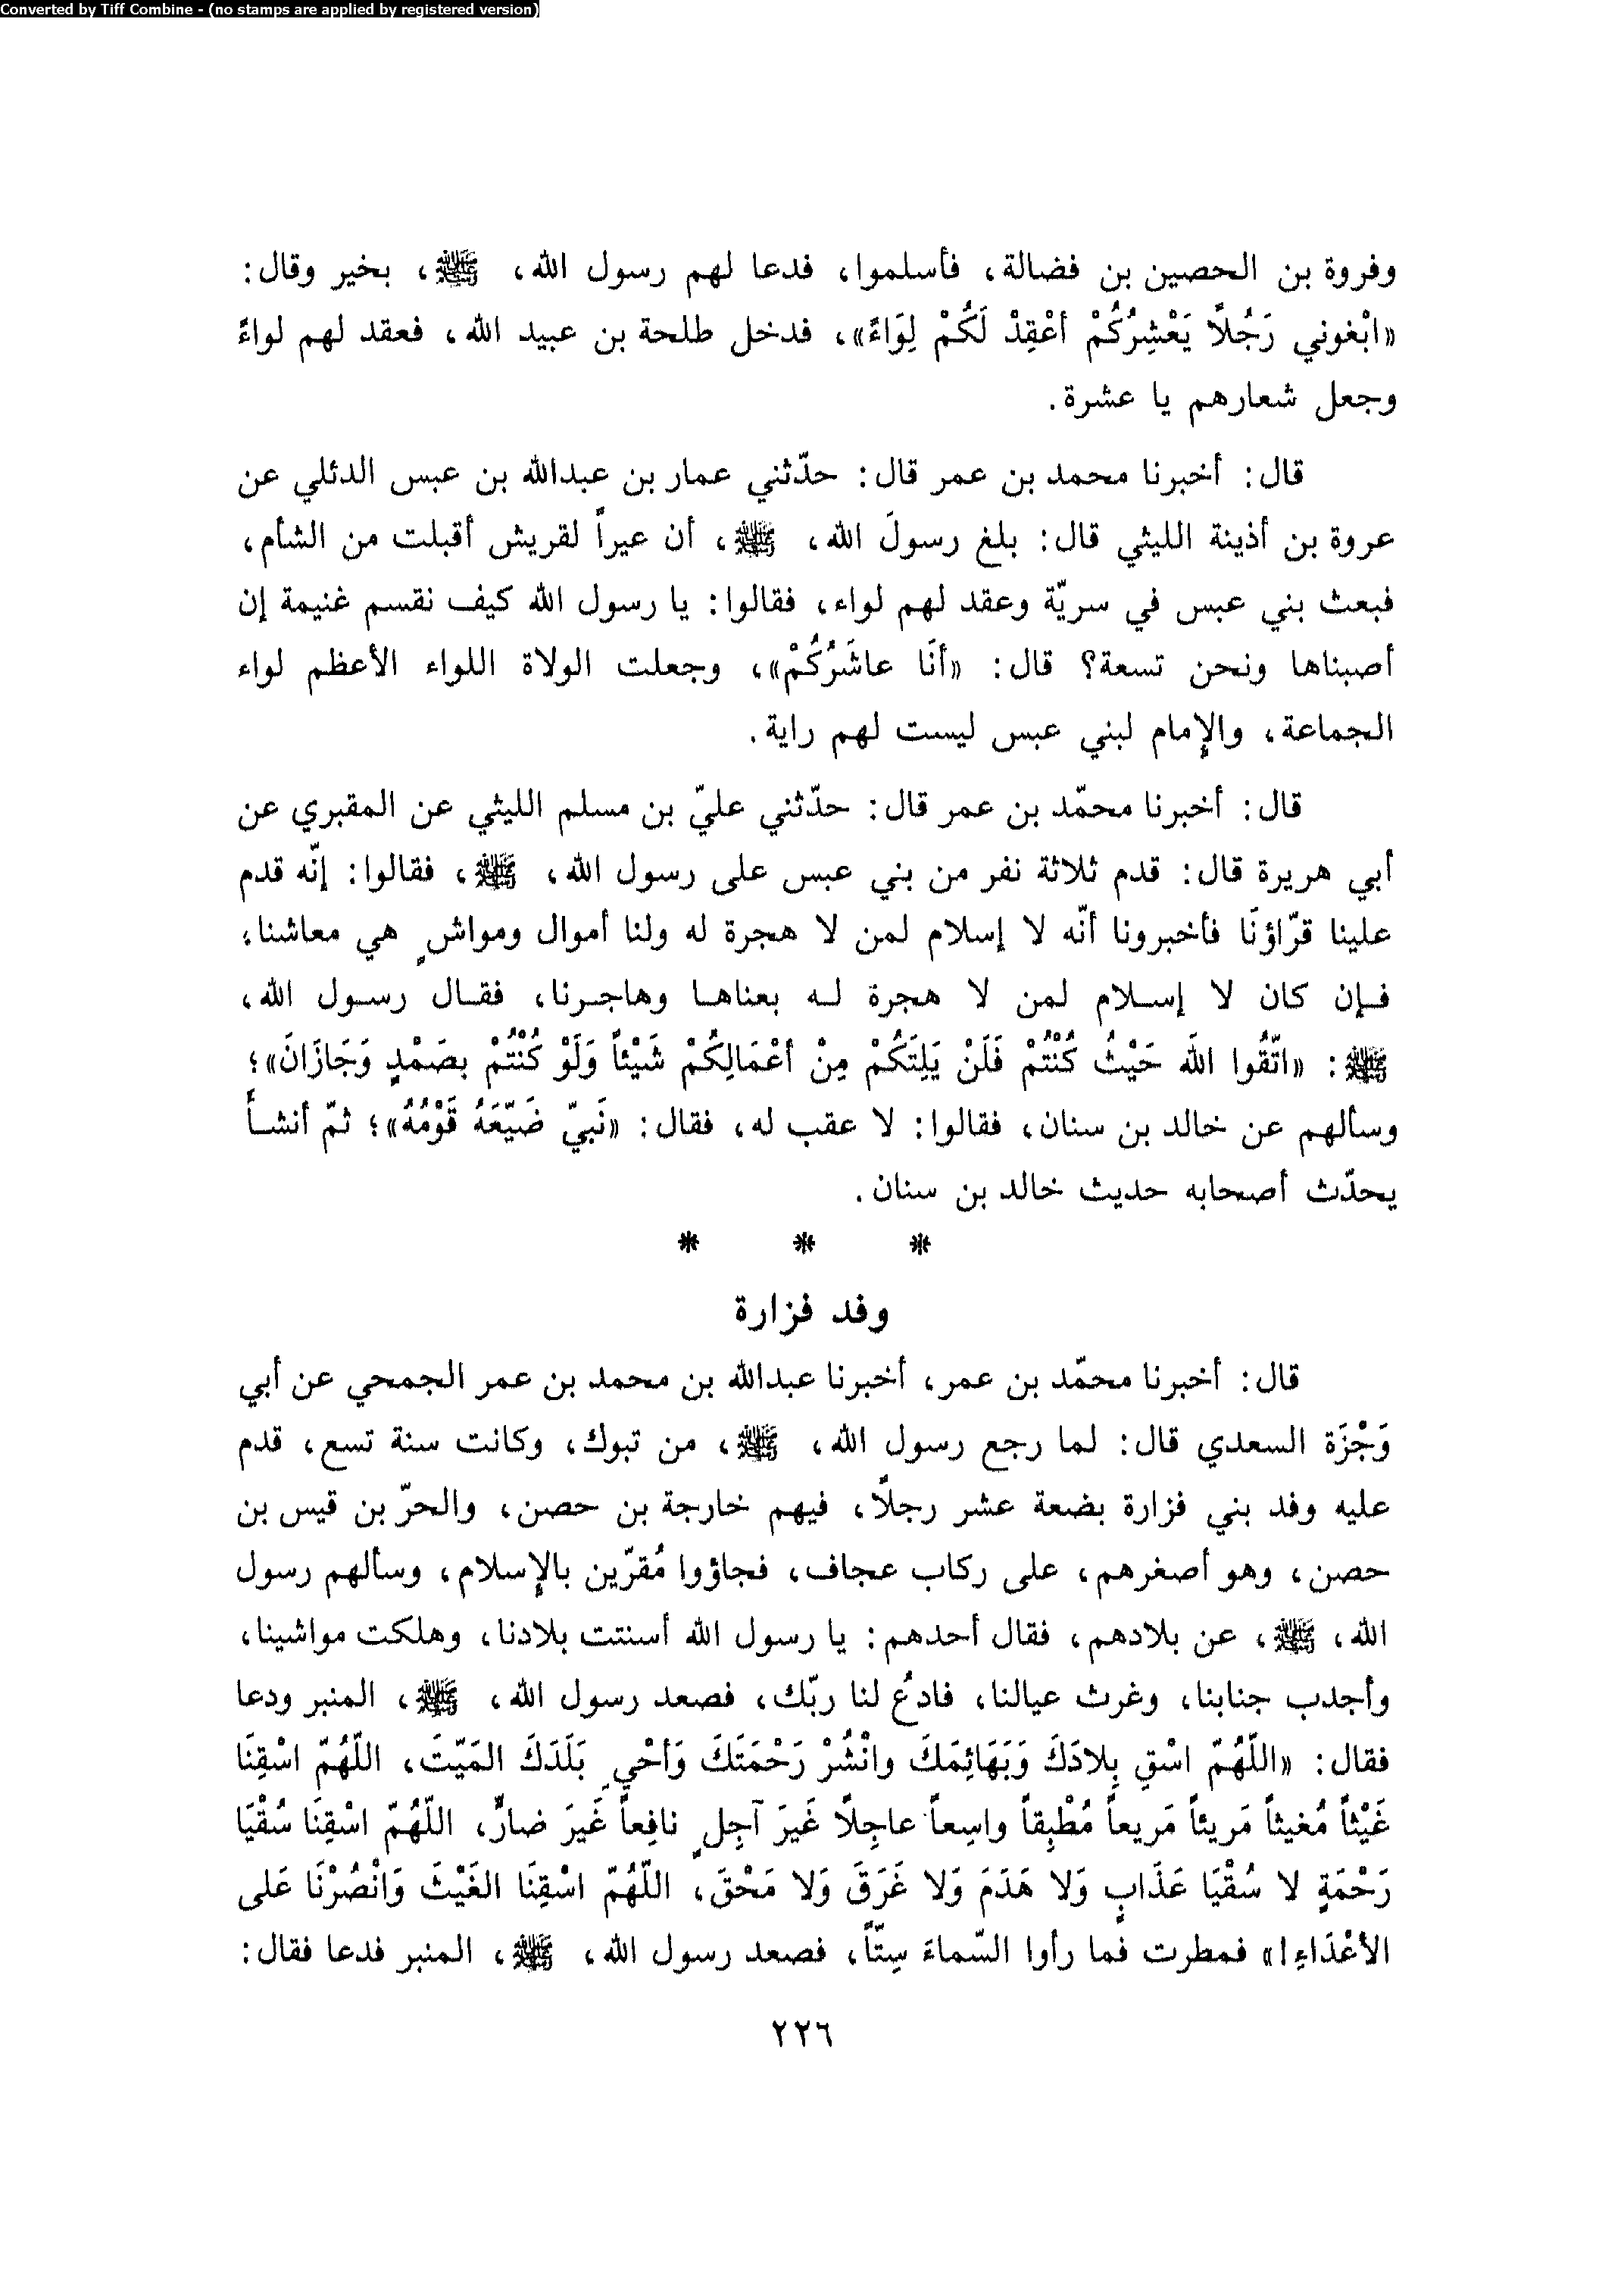 Converted by Tiff Combine - (no stamps are applied by registered version)
وفروة بن الحصين بن فضالة، فأسلموا، فدعا لهم رسول الله، ﷺ، بخير وقال:
«ابْغوني رَجُلاً يَعْشِرُكُمْ أعْقِدْ لَكُمْ لِوَاءً»، فدخل طلحة بن عبيد الله، فعقد لهم لواءً
وجعل شعارهم يا عشرة.
قال: أخبرنا محمد بن عمر قال: حدّثني عمار بن عبدالله بن عبس الدئلي عن
عروة بن أذينة الليثي قال: بلغ رسولَ الله، ﷺ، أن عيراً لقريش أقبلت من الشأم،
فبعث بني عبس في سريّة وعقد لهم لواء، فقالوا: يا رسول الله كيف نقسم غنيمة إن
أصبناها ونحن تسعة؟ قال: «أنَا عاشَرُكُمْ»، وجعلت الولاة اللواء الأعظم لواء
الجماعة، والإمام لبني عبس ليست لهم راية.
قال: أخبرنا محمّد بن عمر قال: حدّثني عليّ بن مسلم الليثي عن المقبري عن
أبي هريرة قال: قدم ثلاثة نفر من بني عبس على رسول الله، ﷺ، فقالوا: إنّه قدم
علينا قرّاؤنَا فأخبرونا أنّه لا إسلام لمن لا هجرة له ولنا أموال ومواشٍ هي معاشنا،
فإن كان لا إسلام لمن لا هجرة له بعناها وهاجرنا، فقال رسول الله،
ﷺ: «اتّقُوا الله حَيْثُ كُنْتُمْ فَلَنْ يَلِتَكُمْ مِنْ أعْمَالِكُمْ شَيْئاً وَلَوْ كُنْتُمْ بصَمْدٍ وَجَازَانَ»؛
وسألهم عن خالد بن سنان، فقالوا: لا عقب له، فقال: «نَبيّ ضَيّعَهُ قَوْمُهُ»؛ ثمّ أنشأ
يحدّث أصحابه حديث خالد بن سنان.
* * *
وفد فزارة
قال: أخبرنا محمّد بن عمر، أخبرنا عبدالله بن محمد بن عمر الجمحي عن أبي
وَجْزَة السعدي قال: لما رجع رسول الله، ﷺ، من تبوك، وكانت سنة تسع، قدم
عليه وفد بني فزارة بضعة عشر رجلًا، فيهم خارجة بن حصن، والحرّ بن قيس بن
حصن، وهو أصغرهم، على ركاب عجاف، فجاؤوا مُقرّين بالإسلام، وسألهم رسول
الله، ﷺ، عن بلادهم، فقال أحدهم: يا رسول الله أسنتت بلادنا، وهلكت مواشينا،
وأجدب جنابنا، وغرث عيالنا، فادعُ لنا ربّك، فصعد رسول الله، ﷺ، المنبر ودعا
فقال: «اللّهُمّ اسْقِ بِلادَكَ وَبَهَائِمَكَ وانْشُرْ رَحْمَتَكَ وَأحْيِ بَلَدَكَ المَيّتَ، اللّهُمّ اسْقِنَا
غَيْثاً مُغيثاً مَريئاً مَريعاً مُطْبِقاً واسِعاً عاجِلًا غَيرَ آجِلٍ نافِعاً غَيرَ ضارٍّ، اللّهُمّ اسْقِنَا سُقْيَا
رَحْمَةٍ لا سُقْيَا عَذَابٍ وَلا هَدَمَ وَلا غَرَقَ وَلا مَحْقَ، اللّهُمّ اسْقِنَا الغَيْثَ وَانْصُرْنَا عَلى
الأعْدَاءِ!» فمطرت فما رأوا السّماءَ سِتّاً، فصعد رسول الله، ﷺ، المنبر فدعا فقال:
٢٢٦